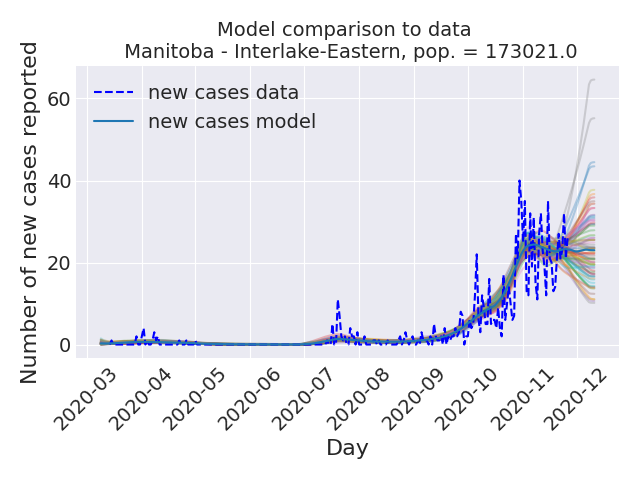 Model comparison to data
Manitoba - Interlake-Eastern, pop. = 173021.0
Number of new cases reported
60
40
20
0
new cases data
new cases model
2020-03
2020-04
2020-05
2020-06
2020-07
2020-08
2020-09
2020-10
2020-11
2020-12
Day